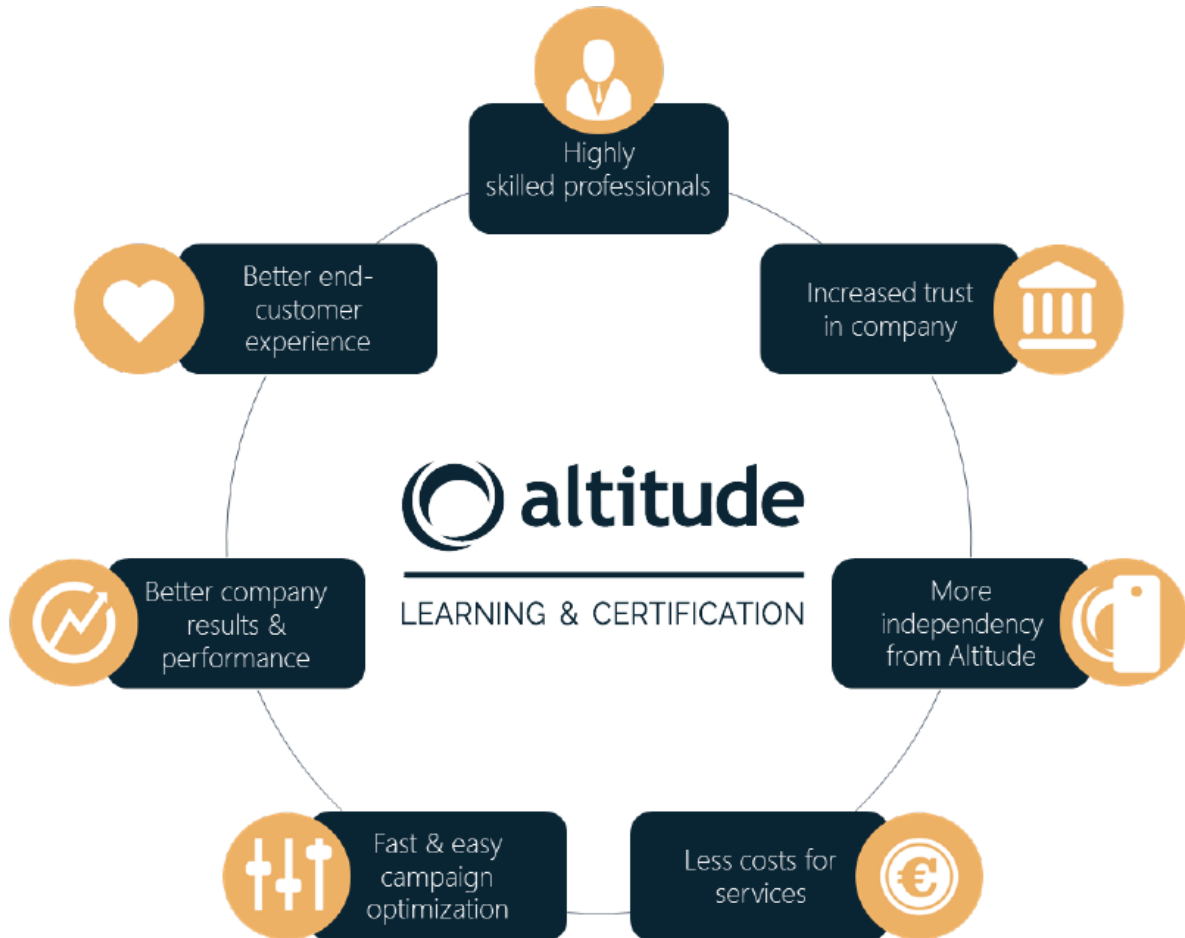 Highly
skilled professionals
Increased trust
in company
More
independency
from Altitude
Less costs for
services
€
Fast & easy
campaign
optimization
Better company
results &
performance
Better end-
customer
experience
altitude
LEARNING & CERTIFICATION